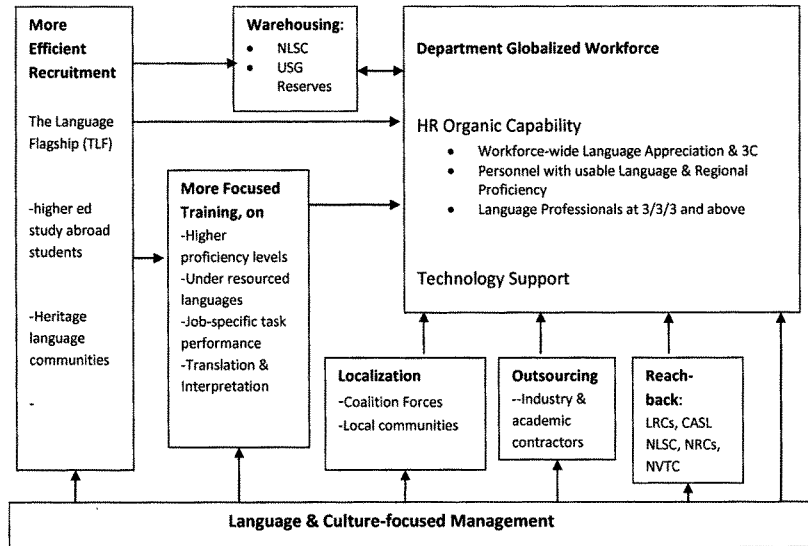 More
Efficient
Recruitment
The Language
Flagship (TLF)
-higher ed
study abroad
students
-Heritage
language
communities
-
Warehousing:
• NLSC
• USG
Reserves
More Focused
Training, on
-Higher
proficiency levels
-Under resourced
languages
-Job-specific task
performance
-Translation &
Interpretation
Department Globalized Workforce
HR Organic Capability
• Workforce-wide Language Appreciation & 3C
• Personnel with usable Language & Regional
Proficiency
• Language Professionals at 3/3/3 and above
Technology Support
Localization
-Coalition Forces
-Local communities
Outsourcing
--Industry &
academic
contractors
Reach-
back:
LRCs, CASL
NLSC, NRCs,
NVTC
Language & Culture-focused Management